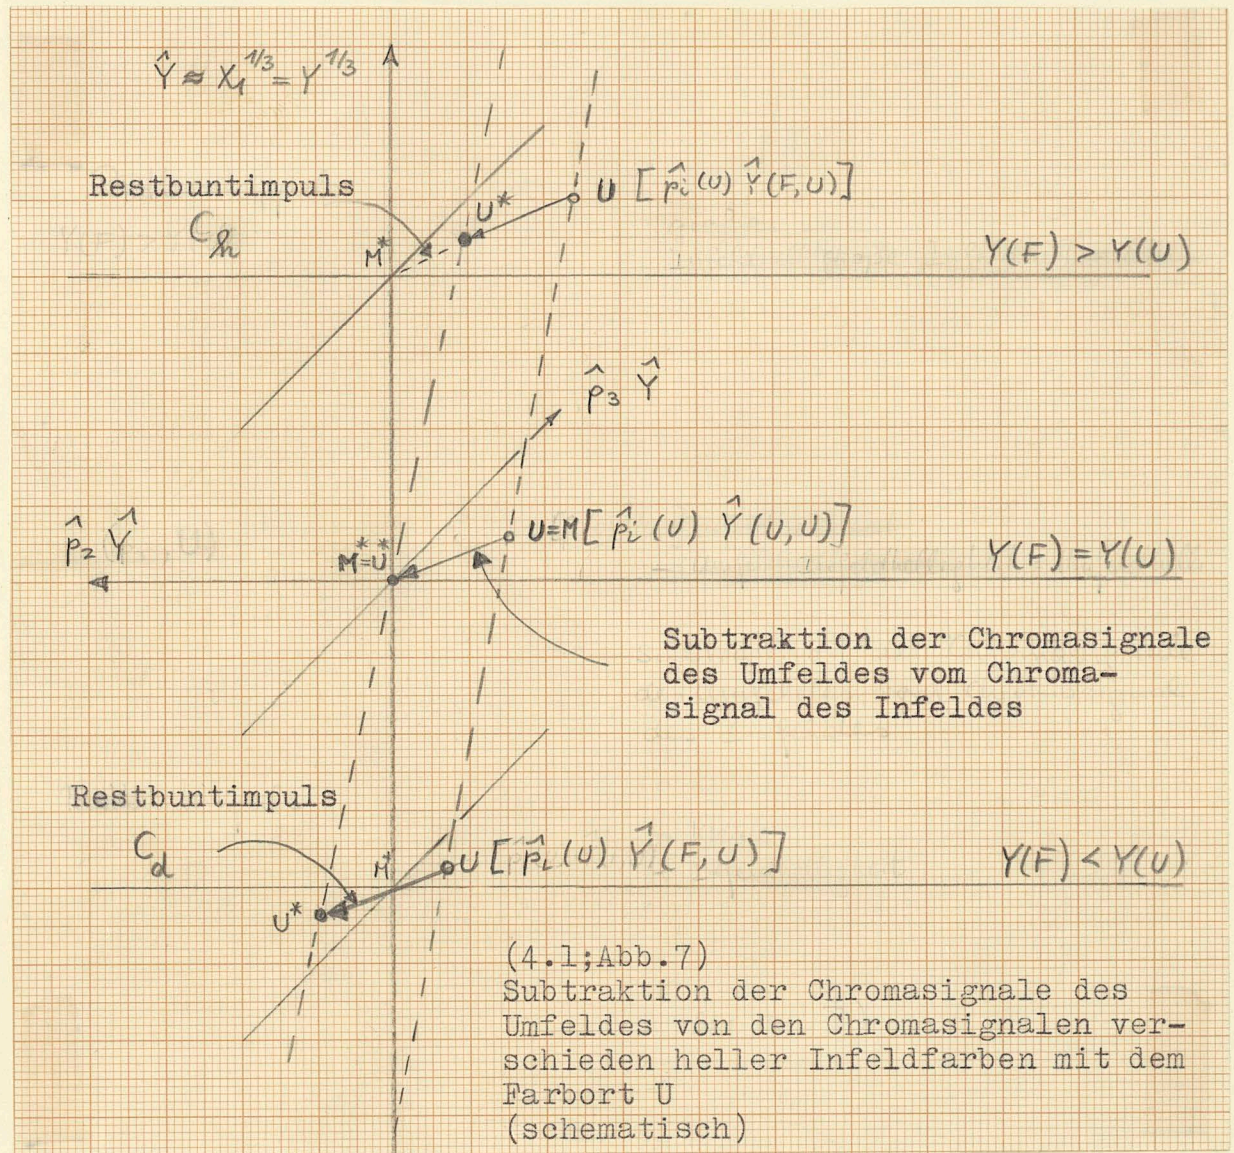 Ŷ ≈ X₁^1/3 = Y^1/3
Restbuntimpuls
C_h
M*
U*
U [p̂ᵢ(U) Ŷ(F,U)]
Y(F) > Y(U)
p̂₃ Ŷ
p̂₂ Ŷ
M*=U*
U=M[p̂ᵢ(U) Ŷ(U,U)]
Y(F) = Y(U)
Subtraktion der Chromasignale
des Umfeldes vom Chroma-
signal des Infeldes
Restbuntimpuls
C_d
M*
U [p̂ᵢ(U) Ŷ(F,U)]
Y(F) < Y(U)
U*
(4.1;Abb.7)
Subtraktion der Chromasignale des
Umfeldes von den Chromasignalen ver-
schieden heller Infeldfarben mit dem
Farbort U
(schematisch)